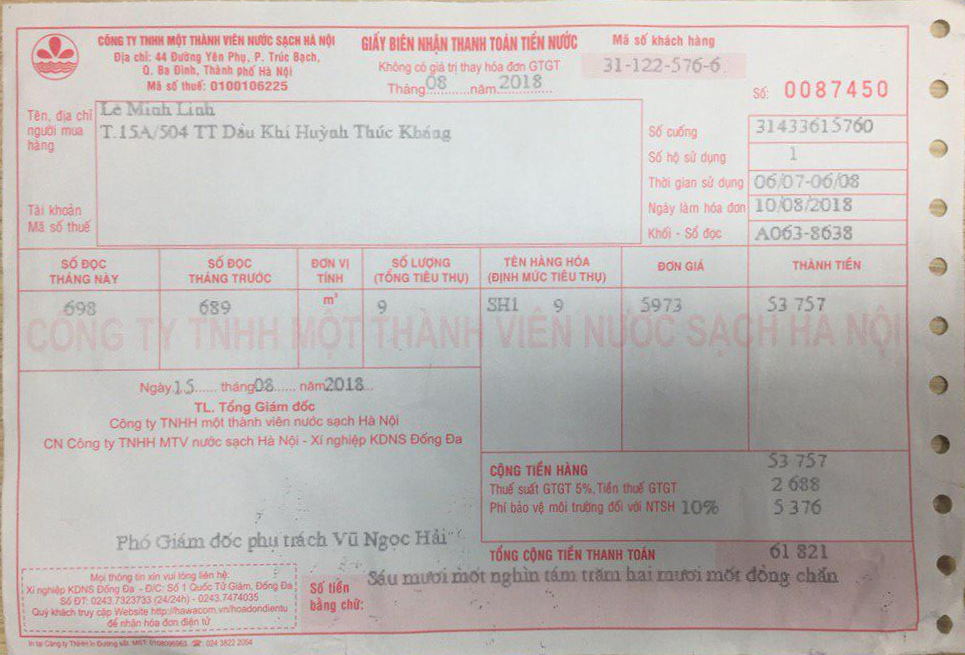 CÔNG TY TNHH MỘT THÀNH VIÊN NƯỚC SẠCH HÀ NỘI
Địa chỉ: 44 Đường Yên Phụ, P. Trúc Bạch,
Q. Ba Đình, Thành phố Hà Nội
Mã số thuế: 0100106225
GIẤY BIÊN NHẬN THANH TOÁN TIỀN NƯỚC
Không có giá trị thay hóa đơn GTGT
Tháng 08 năm 2018
Mã số khách hàng
31-122-576-6
Số: 0087450
Tên, địa chỉ người mua hàng
Lê Minh Linh
T.15A/504 TT Dầu Khí Huỳnh Thúc Kháng
Tài khoản
Mã số thuế
Số cuống 31433615760
Số hộ sử dụng 1
Thời gian sử dụng 06/07-06/08
Ngày làm hóa đơn 10/08/2018
Khối - Sổ đọc A063-8638
SỐ ĐỌC THÁNG NÀY SỐ ĐỌC THÁNG TRƯỚC ĐƠN VỊ TÍNH SỐ LƯỢNG (TỔNG TIÊU THỤ) TÊN HÀNG HÓA (ĐỊNH MỨC TIÊU THỤ) ĐƠN GIÁ THÀNH TIỀN
698 689 m³ 9 SH1 9 5973 53 757
CÔNG TY TNHH MỘT THÀNH VIÊN NƯỚC SẠCH HÀ NỘI
Ngày 15 tháng 08 năm 2018
TL. Tổng Giám đốc
Công ty TNHH một thành viên nước sạch Hà Nội
CN Công ty TNHH MTV nước sạch Hà Nội - Xí nghiệp KDNS Đống Đa
Phó Giám đốc phụ trách Vũ Ngọc Hải
CỘNG TIỀN HÀNG 53 757
Thuế suất GTGT 5%, Tiền thuế GTGT 2 688
Phí bảo vệ môi trường đối với NTSH 10% 5 376
TỔNG CỘNG TIỀN THANH TOÁN 61 821
Số tiền bằng chữ: Sáu mươi mốt nghìn tám trăm hai mươi mốt đồng chẵn
Mọi thông tin xin vui lòng liên hệ:
Xí nghiệp KDNS Đống Đa - Đ/C: Số 1 Quốc Tử Giám, Đống Đa
Số ĐT: 0243.7323733 (24/24h) - 0243.7474035
Quý khách truy cập Website http://hawacom.vn/hoadondientu
để nhận hóa đơn điện tử
In tại Công ty TNHH In Đường sắt. MST: 0108096963 ☎: 024 3822 2054